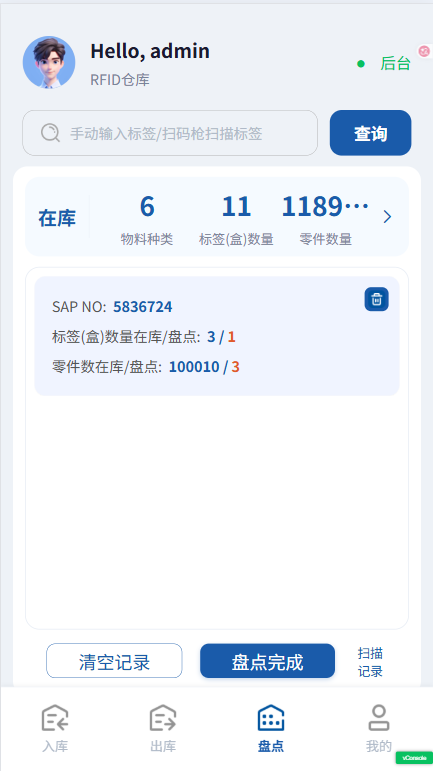 Hello, admin
RFID仓库
后台
手动输入标签/扫码枪扫描标签
查询
在库
6
11
1189…
物料种类
标签(盒)数量
零件数量
SAP NO: 5836724
标签(盒)数量在库/盘点: 3 / 1
零件数在库/盘点: 100010 / 3
清空记录
盘点完成
扫描
记录
入库
出库
盘点
我的
vConsole